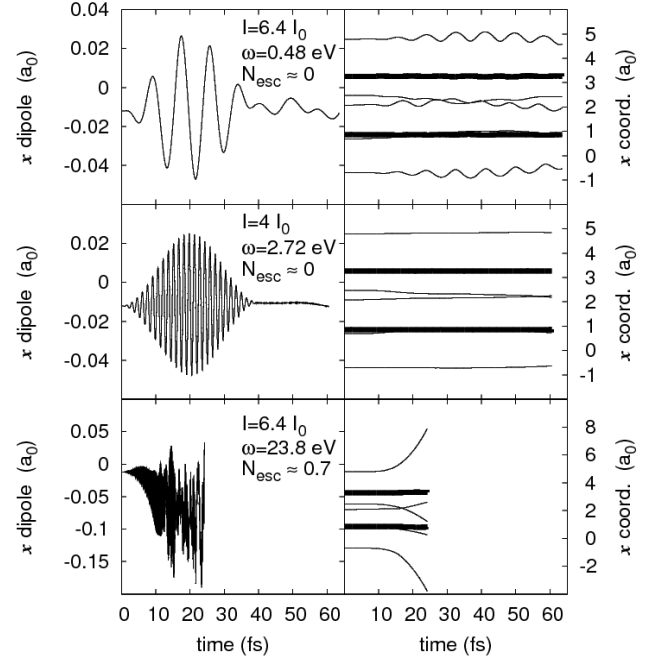 0.04
0.02
0
-0.02
-0.04
x dipole (a0)
I=6.4 I0
ω=0.48 eV
Nesc ≈ 0
5
4
3
2
1
0
-1
x coord. (a0)
0.02
0
-0.02
-0.04
x dipole (a0)
I=4 I0
ω=2.72 eV
Nesc ≈ 0
5
4
3
2
1
0
-1
x coord. (a0)
0.05
0
-0.05
-0.1
-0.15
x dipole (a0)
I=6.4 I0
ω=23.8 eV
Nesc ≈ 0.7
8
6
4
2
0
-2
x coord. (a0)
0 10 20 30 40 50 60
0 10 20 30 40 50 60
time (fs)
time (fs)